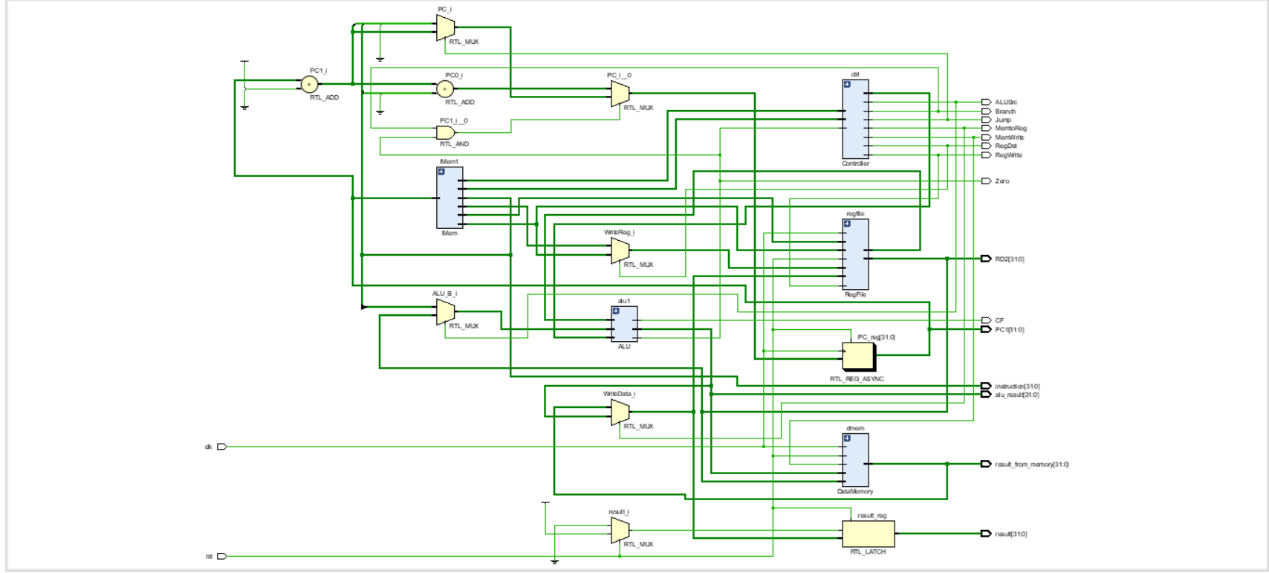 PC_i
RTL_MUX
PC1_i
RTL_ADD
PC0_i
RTL_ADD
PC_i__0
RTL_MUX
PC1_i__0
RTL_AND
ctrl
Controller
ALUSrc
Branch
Jump
MemtoReg
MemWrite
RegDst
RegWrite
Zero
IMem1
IMem
WriteReg_i
RTL_MUX
regfile
RegFile
RD2[31:0]
ALU_B_i
RTL_MUX
alu1
ALU
CF
PC1[31:0]
PC_reg[31:0]
RTL_REG_ASYNC
instruction[31:0]
alu_result[31:0]
WriteData_i
RTL_MUX
dmem
DataMemory
result_from_memory[31:0]
clk
result_i
RTL_MUX
result_reg
RTL_LATCH
result[31:0]
rst